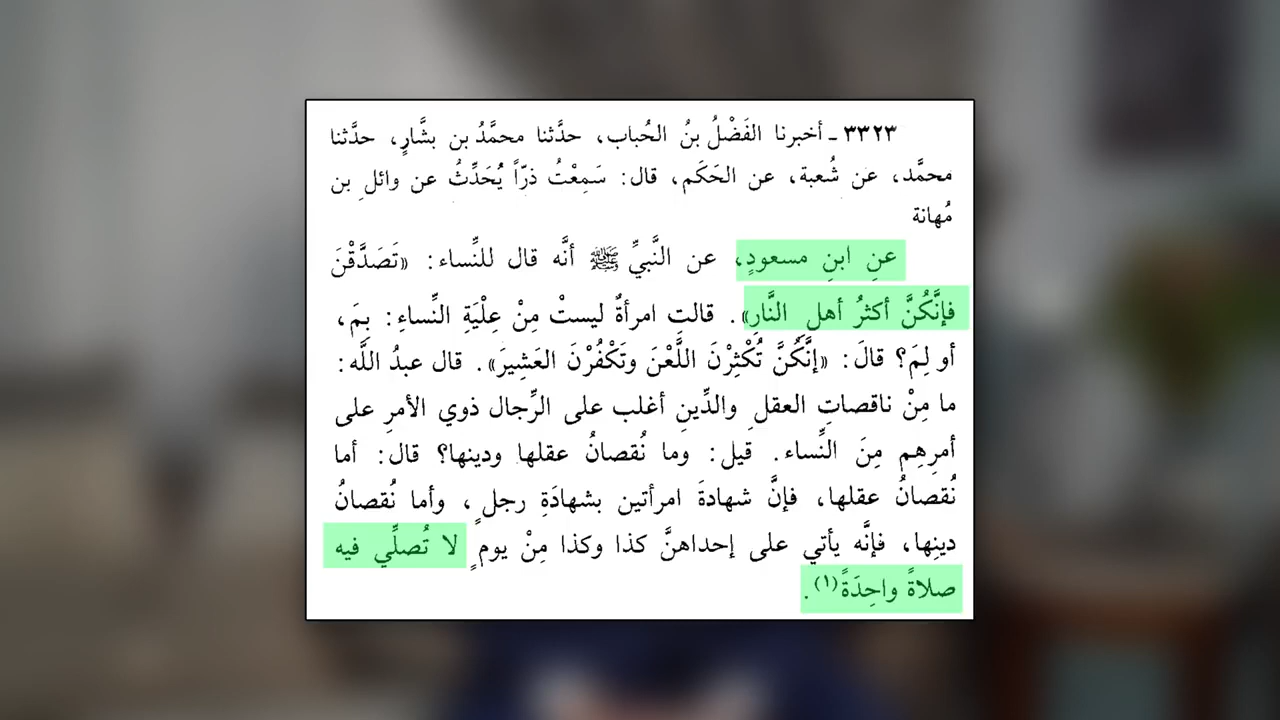 ٣٣٢٣ ـ أخبرنا الفَضْلُ بنُ الحُباب، حدَّثنا محمَّدُ بن بشَّارٍ، حدَّثنا
محمَّد، عن شُعبة، عن الحَكَم، قال: سَمِعْتُ ذرّاً يُحَدِّثُ عن وائل بن
مُهانة
عن ابنِ مسعودٍ، عن النَّبيِّ ﷺ أنَّه قال للنِّساء: «تَصَدَّقْنَ
فإنَّكُنَّ أكثرُ أهلِ النَّارِ». قالت امرأةٌ ليستْ مِنْ عِلْيَةِ النِّساءِ: بِمَ،
أو لِمَ؟ قالَ: «إنَّكُنَّ تُكْثِرْنَ اللَّعْنَ وتَكْفُرْنَ العَشِيرَ». قال عبدُ اللَّه:
ما مِنْ ناقصاتِ العقلِ والدِّينِ أغلب على الرِّجال ذوي الأمرِ على
أمرِهِم مِنَ النِّساء. قيل: وما نُقصانُ عقلها ودينها؟ قال: أما
نُقصانُ عقلها، فإنَّ شهادةَ امرأتين بشهادَةِ رجلٍ، وأما نُقصانُ
دينِها، فإنَّه يأتي على إحداهنَّ كذا وكذا مِنْ يومٍ لا تُصلِّي فيه
صلاةً واحِدَةً(١).